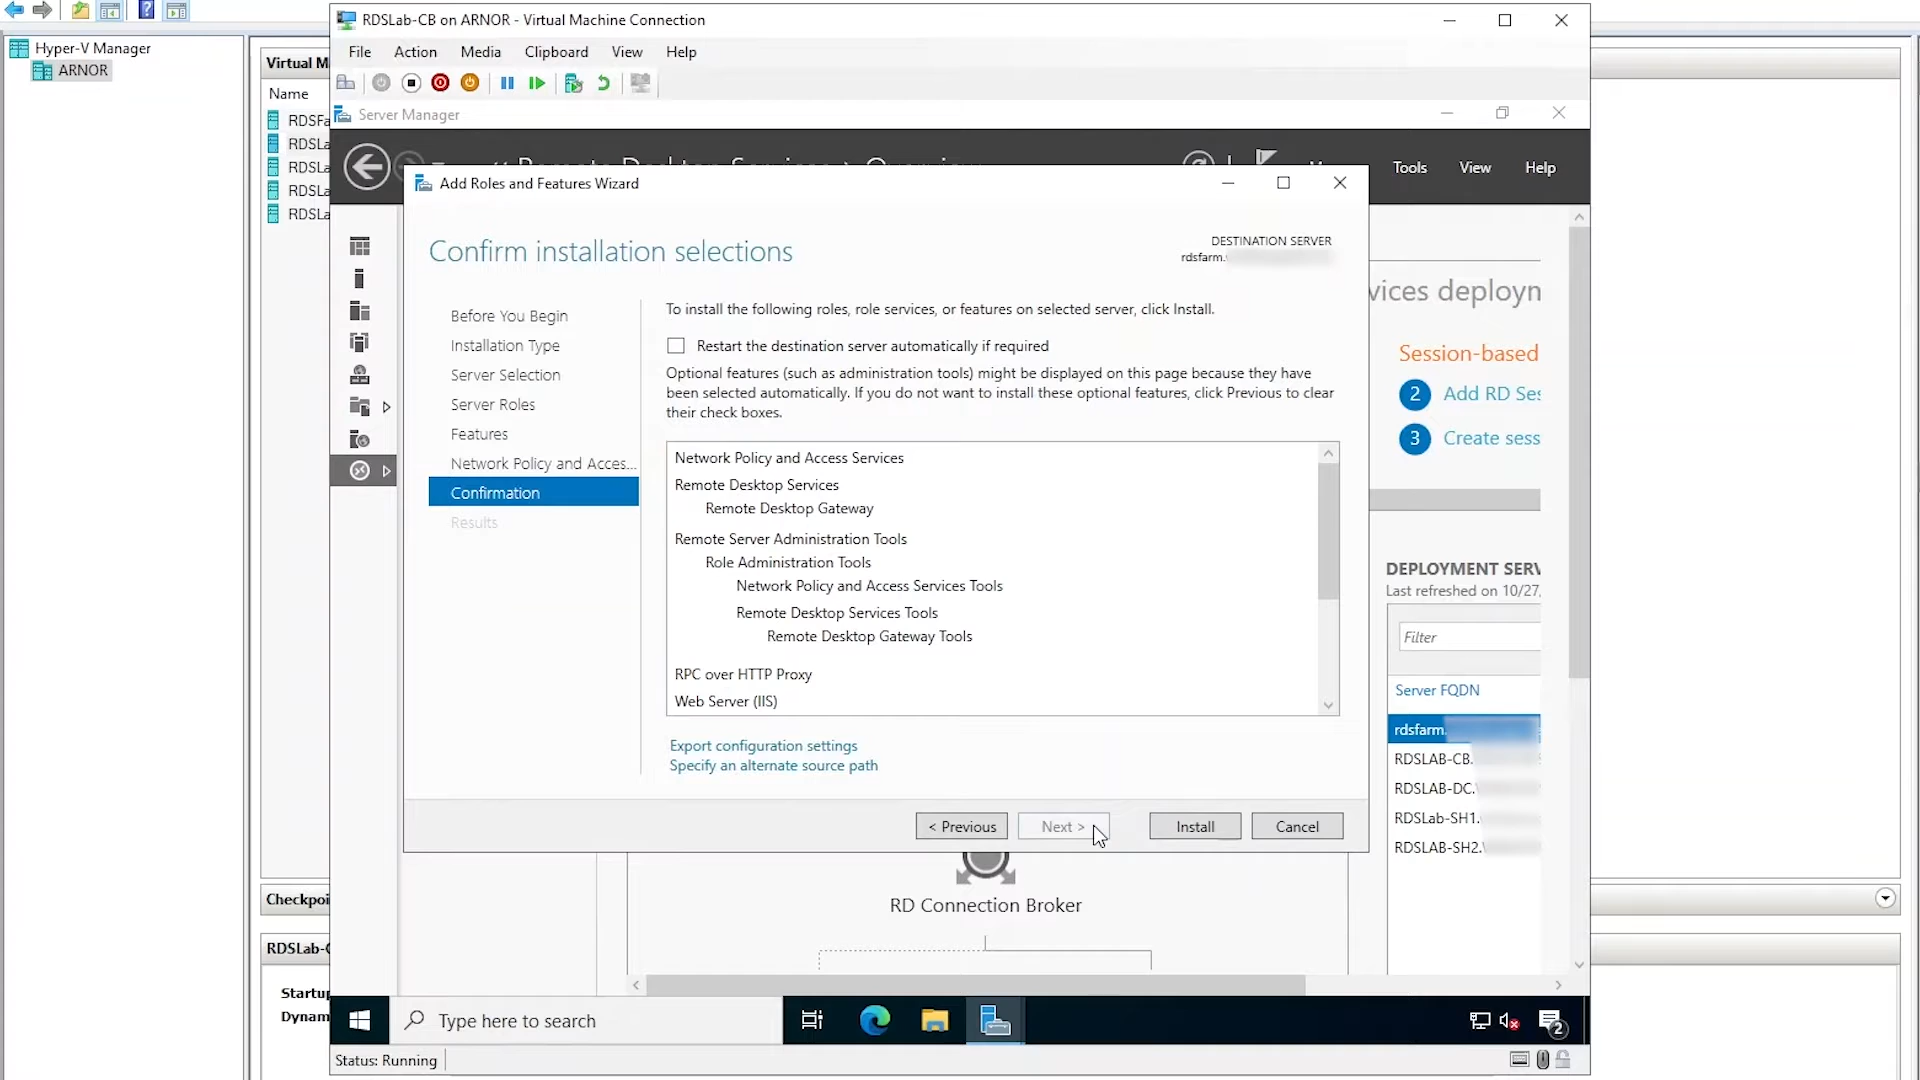 RDSLab-CB on ARNOR - Virtual Machine Connection
File Action Media Clipboard View Help
Hyper-V Manager
ARNOR
Virtual M
Name
RDSFa
RDSLa
RDSLa
RDSLa
RDSLa
Checkpoi
RDSLab-C
Startup
Dynam
Server Manager
Remote Desktop Services Overview
Tools View Help
Add Roles and Features Wizard
Confirm installation selections
DESTINATION SERVER
rdsfarm.
Before You Begin
Installation Type
Server Selection
Server Roles
Features
Network Policy and Acces...
Confirmation
Results
To install the following roles, role services, or features on selected server, click Install.
Restart the destination server automatically if required
Optional features (such as administration tools) might be displayed on this page because they have
been selected automatically. If you do not want to install these optional features, click Previous to clear
their check boxes.
Network Policy and Access Services
Remote Desktop Services
Remote Desktop Gateway
Remote Server Administration Tools
Role Administration Tools
Network Policy and Access Services Tools
Remote Desktop Services Tools
Remote Desktop Gateway Tools
RPC over HTTP Proxy
Web Server (IIS)
Export configuration settings
Specify an alternate source path
< Previous Next > Install Cancel
vices deployn
Session-based
2 Add RD Ses
3 Create sess
DEPLOYMENT SERV
Last refreshed on 10/27,
Filter
Server FQDN
rdsfarm.
RDSLAB-CB.
RDSLAB-DC.
RDSLab-SH1.
RDSLAB-SH2.
RD Connection Broker
Type here to search
2
Status: Running